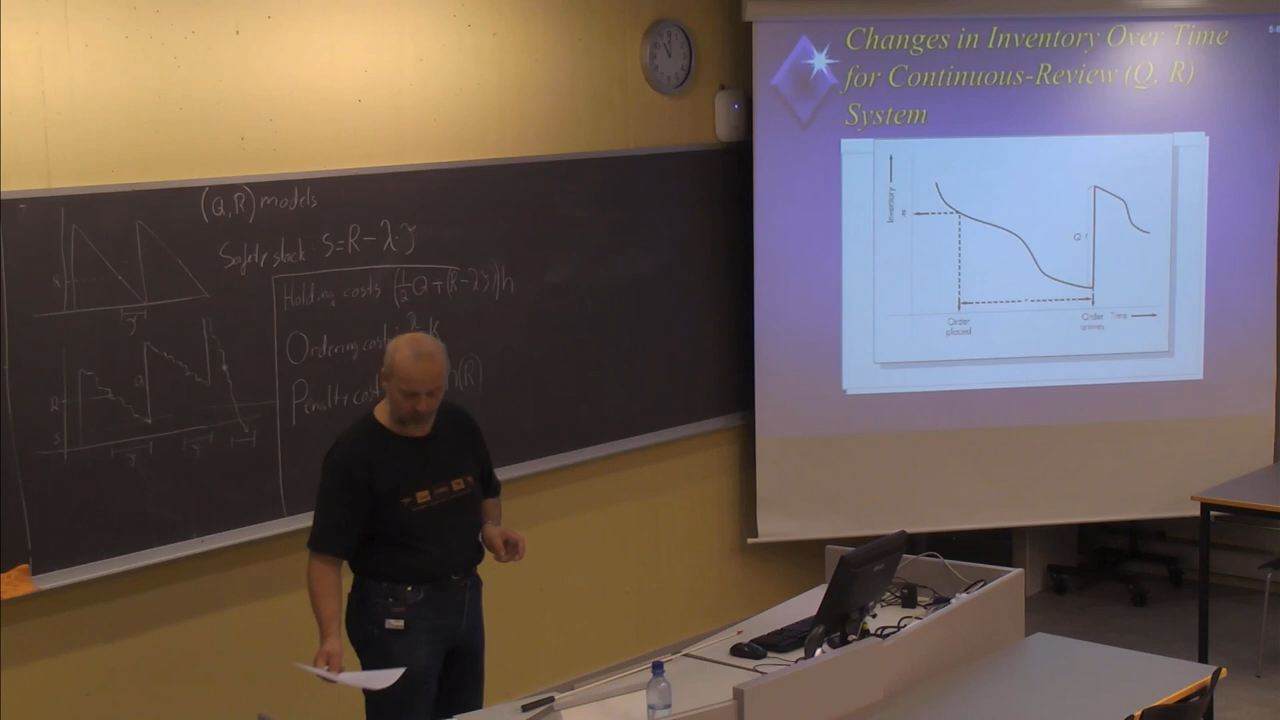 (Q,R) models
Safety stock: S=R-λτ
Holding costs (1/2 Q+(R-λτ))h
Ordering cost
Penalty cost n(R)
R
τ
Q
R
S
τ
τ
Changes in Inventory Over Time
for Continuous-Review (Q, R)
System
Inventory
R
Q
τ
Order
placed
Order
arrives
Time